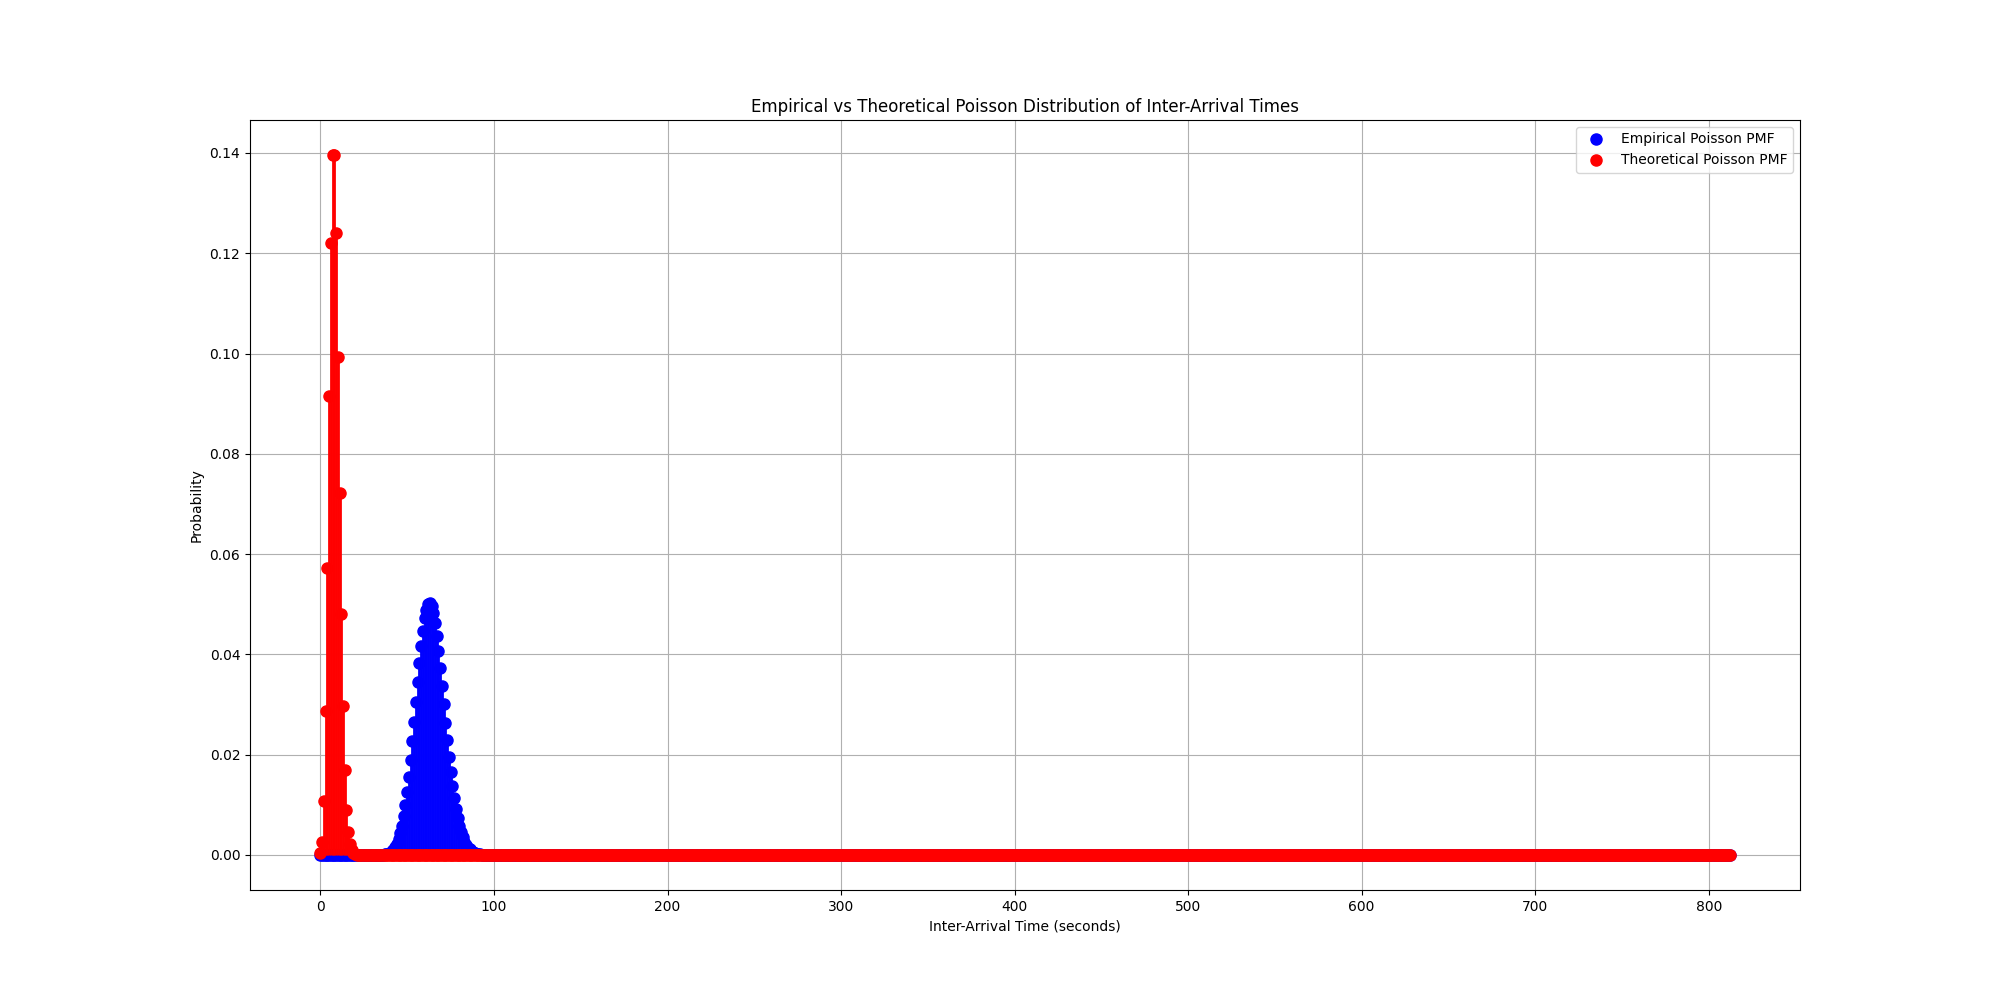 Empirical vs Theoretical Poisson Distribution of Inter-Arrival Times
Empirical Poisson PMF
Theoretical Poisson PMF
0.14
0.12
0.10
0.08
0.06
0.04
0.02
0.00
Probability
0 100 200 300 400 500 600 700 800
Inter-Arrival Time (seconds)